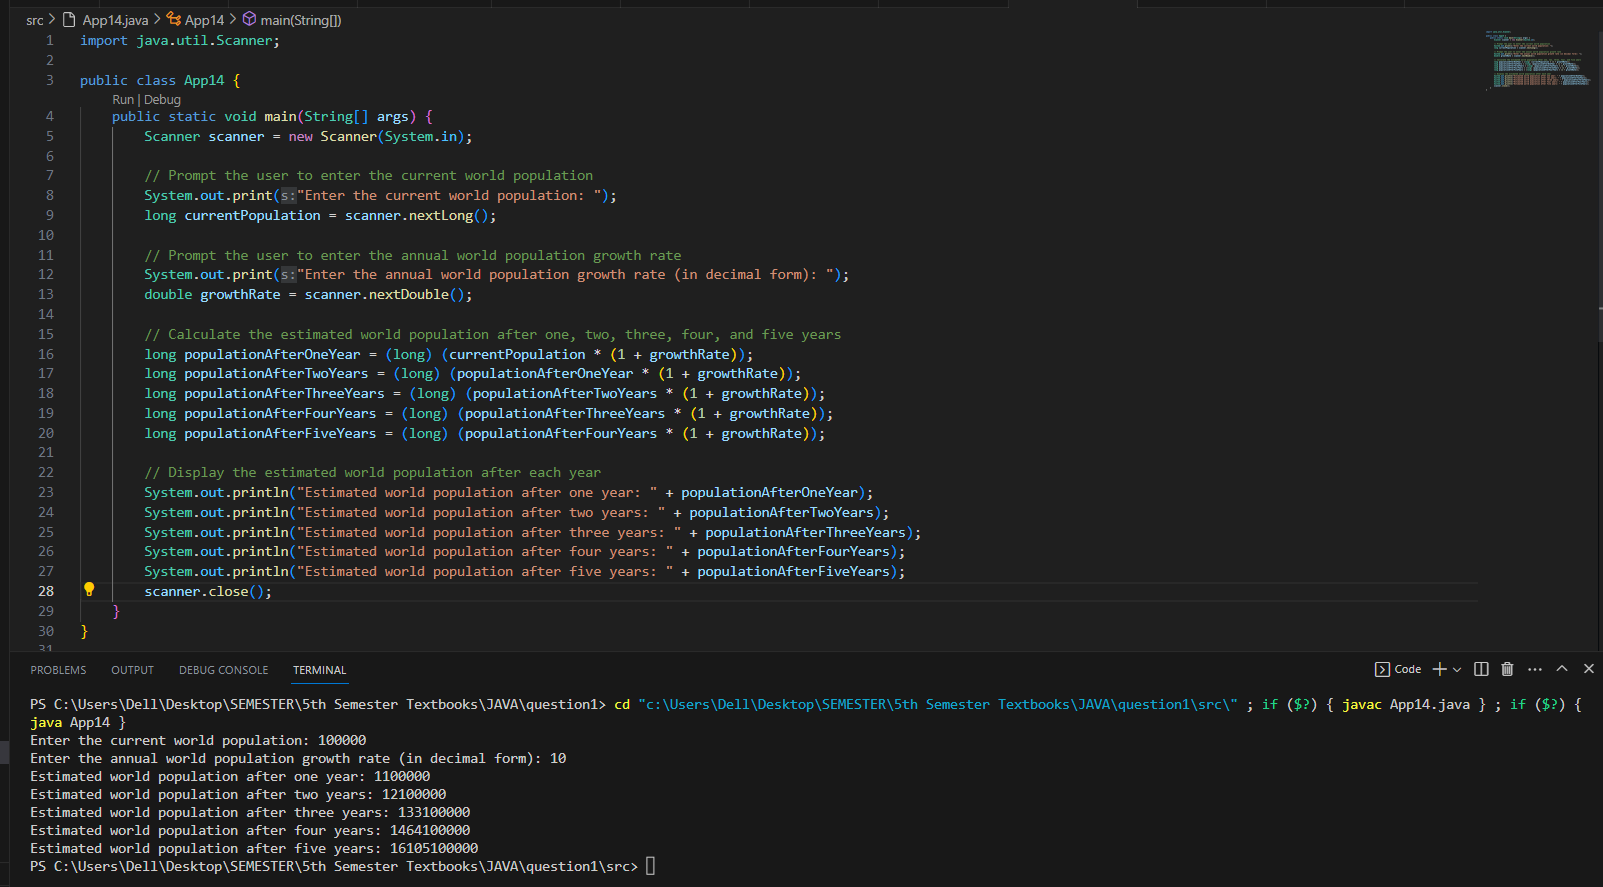 src > App14.java > App14 > main(String[])
1 import java.util.Scanner;
2
3 public class App14 {
Run | Debug
4 public static void main(String[] args) {
5 Scanner scanner = new Scanner(System.in);
6
7 // Prompt the user to enter the current world population
8 System.out.print(s:"Enter the current world population: ");
9 long currentPopulation = scanner.nextLong();
10
11 // Prompt the user to enter the annual world population growth rate
12 System.out.print(s:"Enter the annual world population growth rate (in decimal form): ");
13 double growthRate = scanner.nextDouble();
14
15 // Calculate the estimated world population after one, two, three, four, and five years
16 long populationAfterOneYear = (long) (currentPopulation * (1 + growthRate));
17 long populationAfterTwoYears = (long) (populationAfterOneYear * (1 + growthRate));
18 long populationAfterThreeYears = (long) (populationAfterTwoYears * (1 + growthRate));
19 long populationAfterFourYears = (long) (populationAfterThreeYears * (1 + growthRate));
20 long populationAfterFiveYears = (long) (populationAfterFourYears * (1 + growthRate));
21
22 // Display the estimated world population after each year
23 System.out.println("Estimated world population after one year: " + populationAfterOneYear);
24 System.out.println("Estimated world population after two years: " + populationAfterTwoYears);
25 System.out.println("Estimated world population after three years: " + populationAfterThreeYears);
26 System.out.println("Estimated world population after four years: " + populationAfterFourYears);
27 System.out.println("Estimated world population after five years: " + populationAfterFiveYears);
28 scanner.close();
29 }
30 }
31
PROBLEMS OUTPUT DEBUG CONSOLE TERMINAL Code
PS C:\Users\Dell\Desktop\SEMESTER\5th Semester Textbooks\JAVA\question1> cd "c:\Users\Dell\Desktop\SEMESTER\5th Semester Textbooks\JAVA\question1\src\" ; if ($?) { javac App14.java } ; if ($?) {
java App14 }
Enter the current world population: 100000
Enter the annual world population growth rate (in decimal form): 10
Estimated world population after one year: 1100000
Estimated world population after two years: 12100000
Estimated world population after three years: 133100000
Estimated world population after four years: 1464100000
Estimated world population after five years: 16105100000
PS C:\Users\Dell\Desktop\SEMESTER\5th Semester Textbooks\JAVA\question1\src>